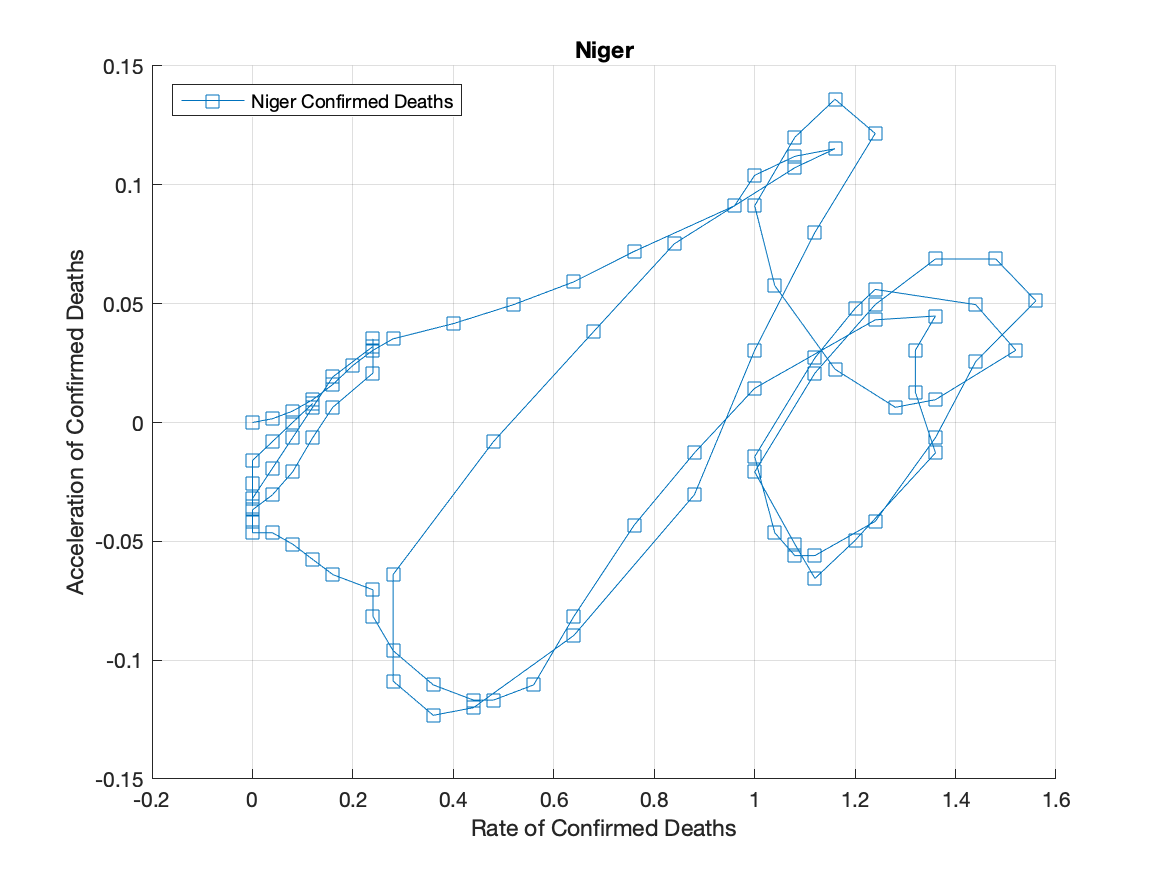 Niger
0.15
Niger Confirmed Deaths
0.1
0.05
0
-0.05
-0.1
-0.15
Acceleration of Confirmed Deaths
-0.2 0 0.2 0.4 0.6 0.8 1 1.2 1.4 1.6
Rate of Confirmed Deaths